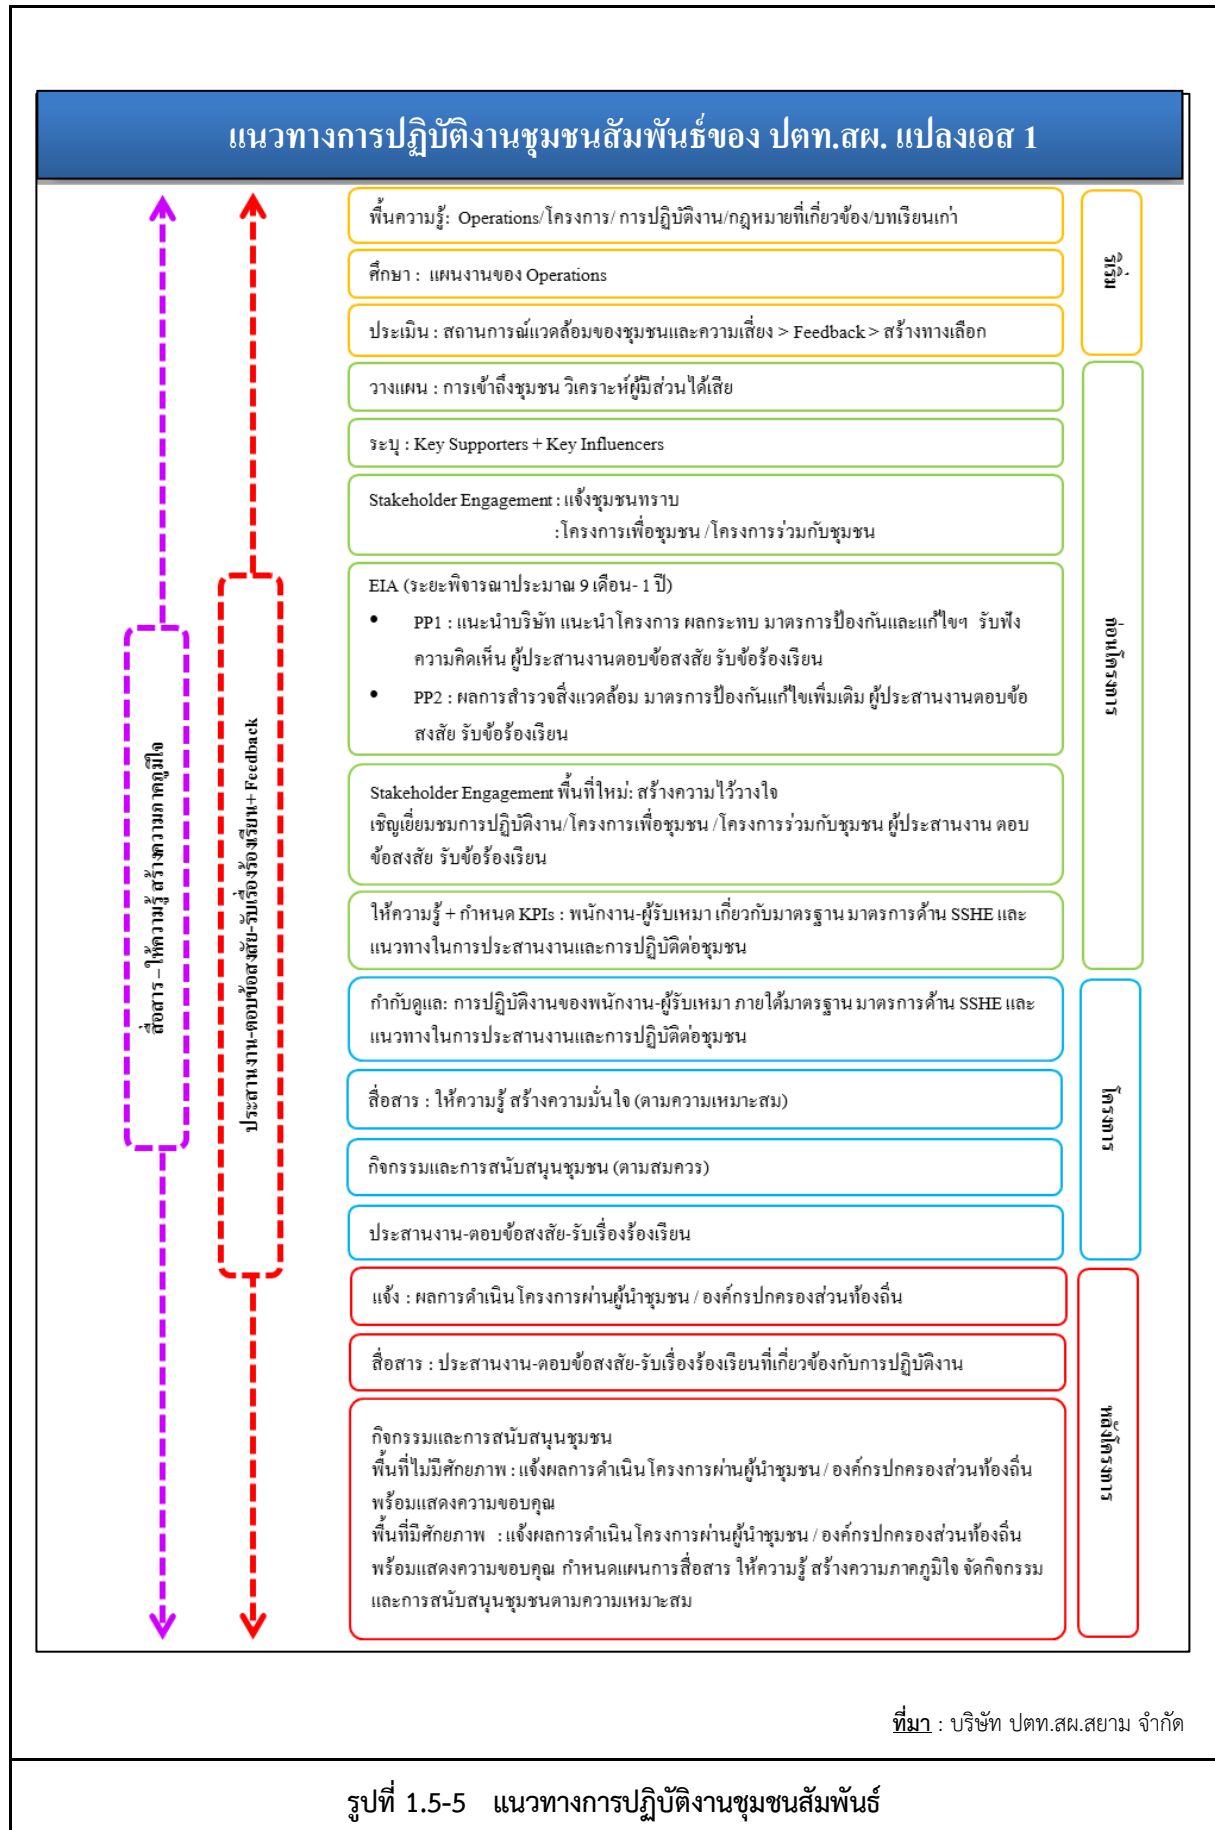 แนวทางการปฏิบัติงานชุมชนสัมพันธ์ของ ปตท.สผ. แปลงเอส 1
พื้นความรู้: Operations/โครงการ/ การปฏิบัติงาน/กฎหมายที่เกี่ยวข้อง/บทเรียนเก่า
ศึกษา : แผนงานของ Operations
ประเมิน : สถานการณ์แวดล้อมของชุมชนและความเสี่ยง > Feedback > สร้างทางเลือก
ริเริ่ม
วางแผน : การเข้าถึงชุมชน วิเคราะห์ผู้มีส่วนได้เสีย
ระบุ : Key Supporters + Key Influencers
Stakeholder Engagement : แจ้งชุมชนทราบ
:โครงการเพื่อชุมชน /โครงการร่วมกับชุมชน
EIA (ระยะพิจารณาประมาณ 9 เดือน- 1 ปี)
• PP1 : แนะนำบริษัท แนะนำโครงการ ผลกระทบ มาตรการป้องกันและแก้ไขฯ รับฟัง
ความคิดเห็น ผู้ประสานงานตอบข้อสงสัย รับข้อร้องเรียน
• PP2 : ผลการสำรวจสิ่งแวดล้อม มาตรการป้องกันแก้ไขเพิ่มเติม ผู้ประสานงานตอบข้อ
สงสัย รับข้อร้องเรียน
Stakeholder Engagement พื้นที่ใหม่: สร้างความไว้วางใจ
เชิญเยี่ยมชมการปฏิบัติงาน/โครงการเพื่อชุมชน /โครงการร่วมกับชุมชน ผู้ประสานงาน ตอบ
ข้อสงสัย รับข้อร้องเรียน
ให้ความรู้ + กำหนด KPIs : พนักงาน-ผู้รับเหมา เกี่ยวกับมาตรฐาน มาตรการด้าน SSHE และ
แนวทางในการประสานงานและการปฏิบัติต่อชุมชน
ก่อนโครงการ
กำกับดูแล: การปฏิบัติงานของพนักงาน-ผู้รับเหมา ภายใต้มาตรฐาน มาตรการด้าน SSHE และ
แนวทางในการประสานงานและการปฏิบัติต่อชุมชน
สื่อสาร : ให้ความรู้ สร้างความมั่นใจ (ตามความเหมาะสม)
กิจกรรมและการสนับสนุนชุมชน (ตามสมควร)
ประสานงาน-ตอบข้อสงสัย-รับเรื่องร้องเรียน
โครงการ
แจ้ง : ผลการดำเนินโครงการผ่านผู้นำชุมชน / องค์กรปกครองส่วนท้องถิ่น
สื่อสาร : ประสานงาน-ตอบข้อสงสัย-รับเรื่องร้องเรียนที่เกี่ยวข้องกับการปฏิบัติงาน
กิจกรรมและการสนับสนุนชุมชน
พื้นที่ไม่มีศักยภาพ : แจ้งผลการดำเนินโครงการผ่านผู้นำชุมชน / องค์กรปกครองส่วนท้องถิ่น
พร้อมแสดงความขอบคุณ
พื้นที่มีศักยภาพ : แจ้งผลการดำเนินโครงการผ่านผู้นำชุมชน / องค์กรปกครองส่วนท้องถิ่น
พร้อมแสดงความขอบคุณ กำหนดแผนการสื่อสาร ให้ความรู้ สร้างความภาคภูมิใจ จัดกิจกรรม
และการสนับสนุนชุมชนตามความเหมาะสม
หลังโครงการ
สื่อสาร – ให้ความรู้ สร้างความภาคภูมิใจ
ประสานงาน-ตอบข้อสงสัย-รับเรื่องร้องเรียน+ Feedback
ที่มา : บริษัท ปตท.สผ.สยาม จำกัด
รูปที่ 1.5-5 แนวทางการปฏิบัติงานชุมชนสัมพันธ์